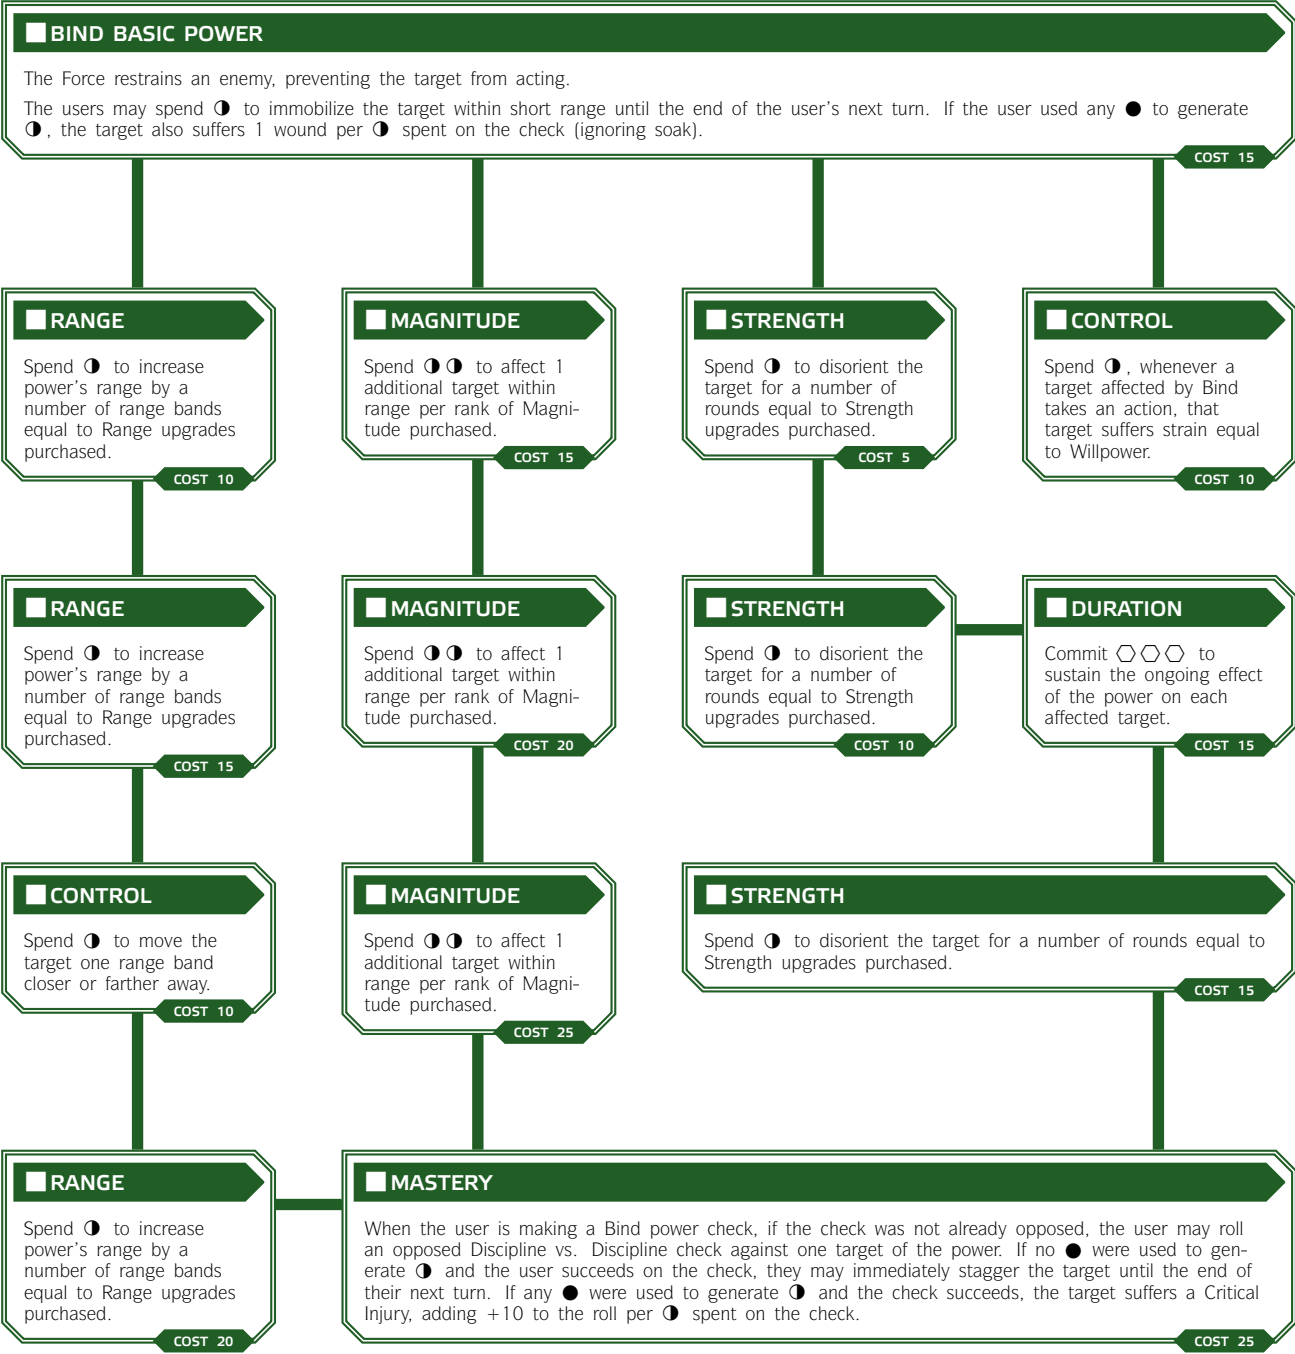 BIND BASIC POWER
The Force restrains an enemy, preventing the target from acting.
The users may spend ◑ to immobilize the target within short range until the end of the user's next turn. If the user used any ● to generate
◑, the target also suffers 1 wound per ◑ spent on the check (ignoring soak).
COST 15
RANGE
Spend ◑ to increase
power's range by a
number of range bands
equal to Range upgrades
purchased.
COST 10
MAGNITUDE
Spend ◑◑ to affect 1
additional target within
range per rank of Magni-
tude purchased.
COST 15
STRENGTH
Spend ◑ to disorient the
target for a number of
rounds equal to Strength
upgrades purchased.
COST 5
CONTROL
Spend ◑, whenever a
target affected by Bind
takes an action, that
target suffers strain equal
to Willpower.
COST 10
RANGE
Spend ◑ to increase
power's range by a
number of range bands
equal to Range upgrades
purchased.
COST 15
MAGNITUDE
Spend ◑◑ to affect 1
additional target within
range per rank of Magni-
tude purchased.
COST 20
STRENGTH
Spend ◑ to disorient the
target for a number of
rounds equal to Strength
upgrades purchased.
COST 10
DURATION
Commit ⬡⬡⬡ to
sustain the ongoing effect
of the power on each
affected target.
COST 15
CONTROL
Spend ◑ to move the
target one range band
closer or farther away.
COST 10
MAGNITUDE
Spend ◑◑ to affect 1
additional target within
range per rank of Magni-
tude purchased.
COST 25
STRENGTH
Spend ◑ to disorient the target for a number of rounds equal to
Strength upgrades purchased.
COST 15
RANGE
Spend ◑ to increase
power's range by a
number of range bands
equal to Range upgrades
purchased.
COST 20
MASTERY
When the user is making a Bind power check, if the check was not already opposed, the user may roll
an opposed Discipline vs. Discipline check against one target of the power. If no ● were used to gen-
erate ◑ and the user succeeds on the check, they may immediately stagger the target until the end of
their next turn. If any ● were used to generate ◑ and the check succeeds, the target suffers a Critical
Injury, adding +10 to the roll per ◑ spent on the check.
COST 25